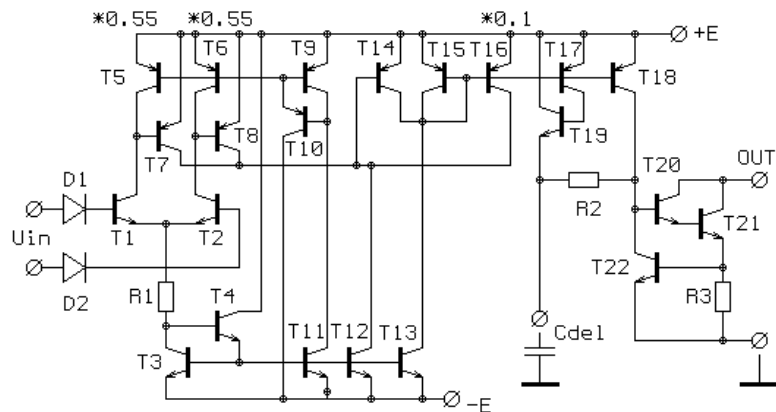 *0.55 *0.55 *0.1
T6 T9 T14 T15 T16 T17 +E
T5 T18
T7 T8 T10 T19
D1 R2 T20 OUT
Uin T1 T2 T21
T22
D2 R1 T4 R3
T3 T11 T12 T13 Cdel
-E